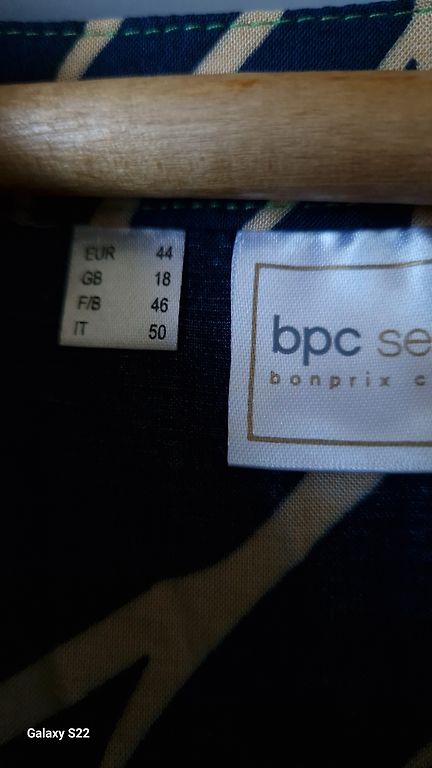 EUR 44
GB 18
F/B 46
IT 50
bpc se
bonprix c
Galaxy S22